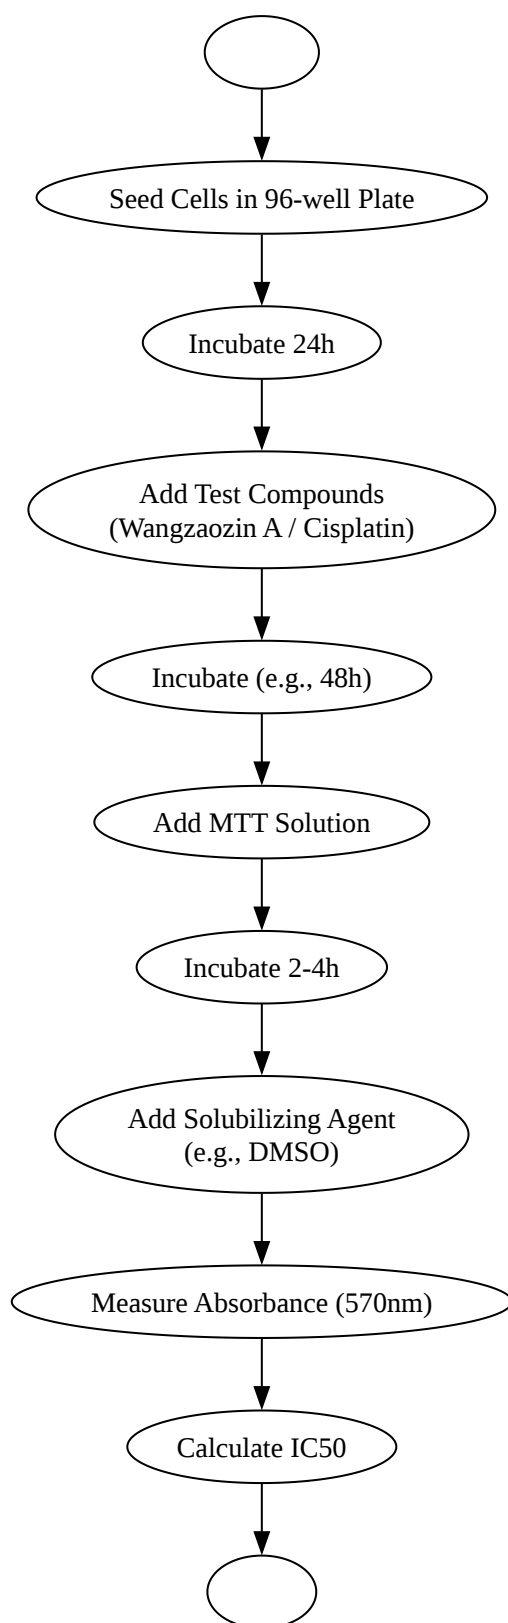 Seed Cells in 96-well Plate
Incubate 24h
Add Test Compounds
(Wangzaozin A / Cisplatin)
Incubate (e.g., 48h)
Add MTT Solution
Incubate 2-4h
Add Solubilizing Agent
(e.g., DMSO)
Measure Absorbance (570nm)
Calculate IC50